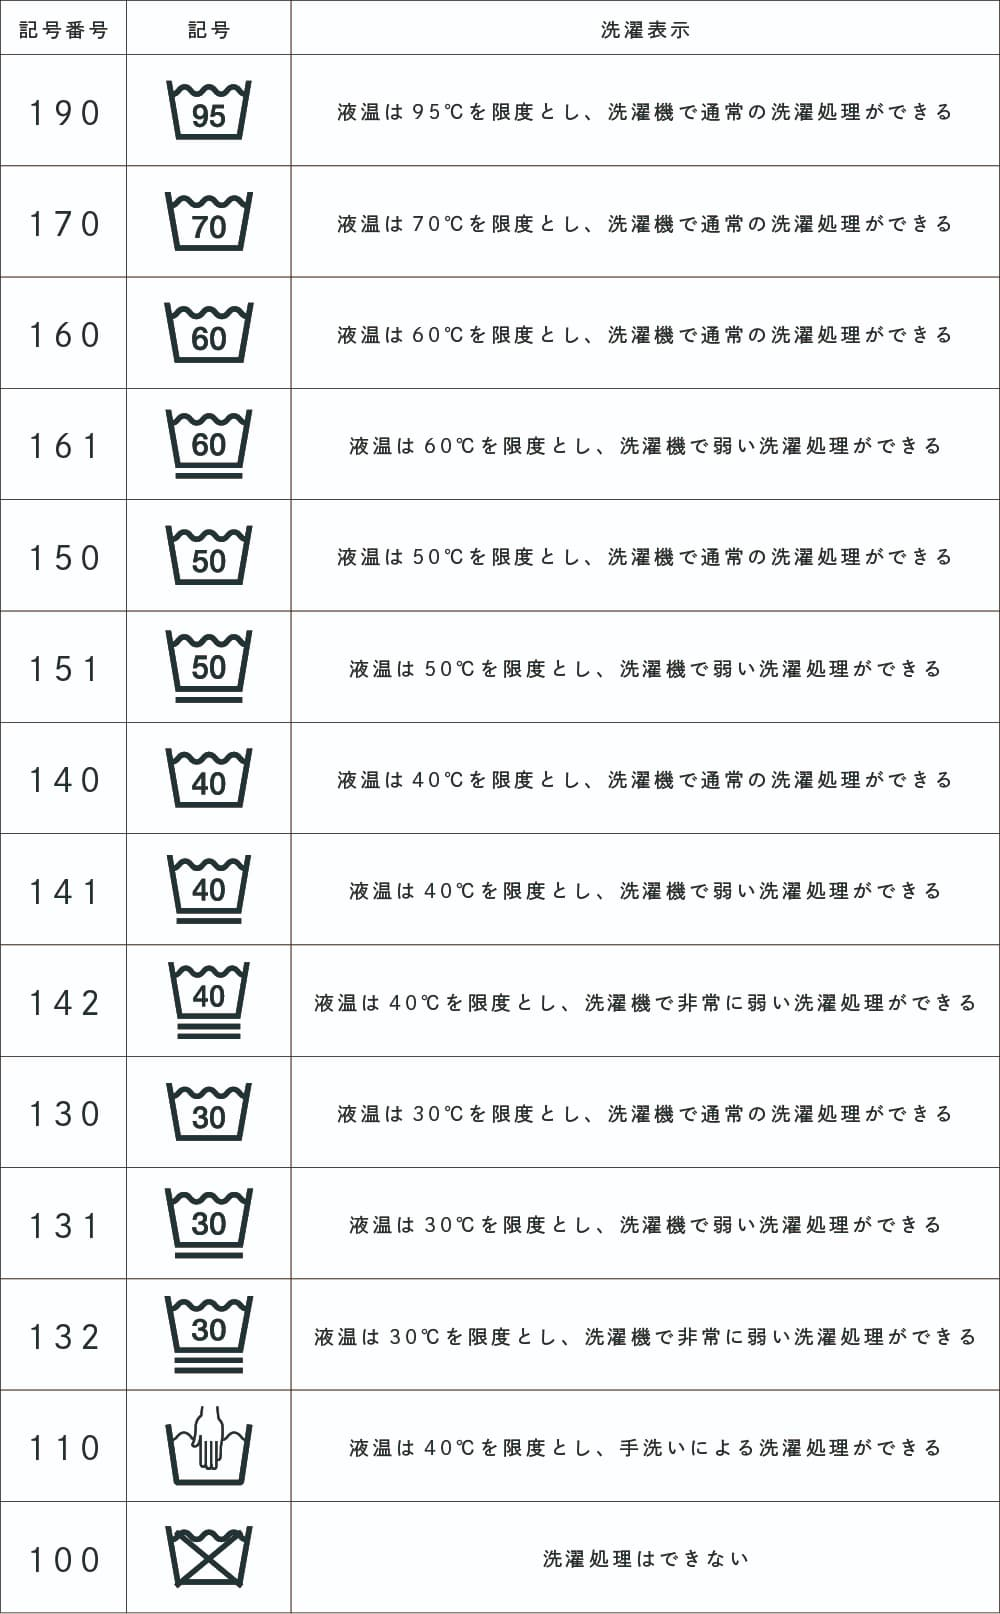 記号番号 記号 洗濯表示
190 95 液温は95℃を限度とし、洗濯機で通常の洗濯処理ができる
170 70 液温は70℃を限度とし、洗濯機で通常の洗濯処理ができる
160 60 液温は60℃を限度とし、洗濯機で通常の洗濯処理ができる
161 60 液温は60℃を限度とし、洗濯機で弱い洗濯処理ができる
150 50 液温は50℃を限度とし、洗濯機で通常の洗濯処理ができる
151 50 液温は50℃を限度とし、洗濯機で弱い洗濯処理ができる
140 40 液温は40℃を限度とし、洗濯機で通常の洗濯処理ができる
141 40 液温は40℃を限度とし、洗濯機で弱い洗濯処理ができる
142 40 液温は40℃を限度とし、洗濯機で非常に弱い洗濯処理ができる
130 30 液温は30℃を限度とし、洗濯機で通常の洗濯処理ができる
131 30 液温は30℃を限度とし、洗濯機で弱い洗濯処理ができる
132 30 液温は30℃を限度とし、洗濯機で非常に弱い洗濯処理ができる
110 液温は40℃を限度とし、手洗いによる洗濯処理ができる
100 洗濯処理はできない